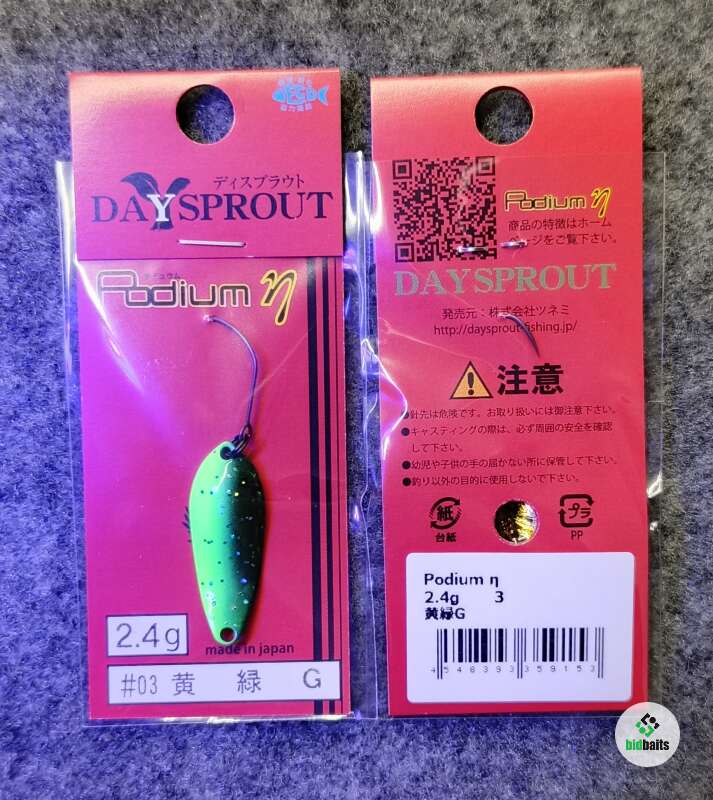 ディスプラウト
DAYSPROUT
Podium η
2.4g
made in japan
#03 黄 緑 G
Podium η
商品の特徴はホーム
ページをご覧下さい。
DAYSPROUT
発売元：株式会社ツネミ
http://daysprout-fishing.jp/
注意
●針先は危険です。お取り扱いには御注意下さい。
●キャスティングの際は、必ず周囲の安全を確認
して下さい。
●幼児や子供の手の届かない所に保管して下さい。
●釣り以外の目的に使用しないで下さい。
紙
台紙
プラ
PP
Podium η
2.4g 3
黄緑G
4 548393 359153
bidbaits